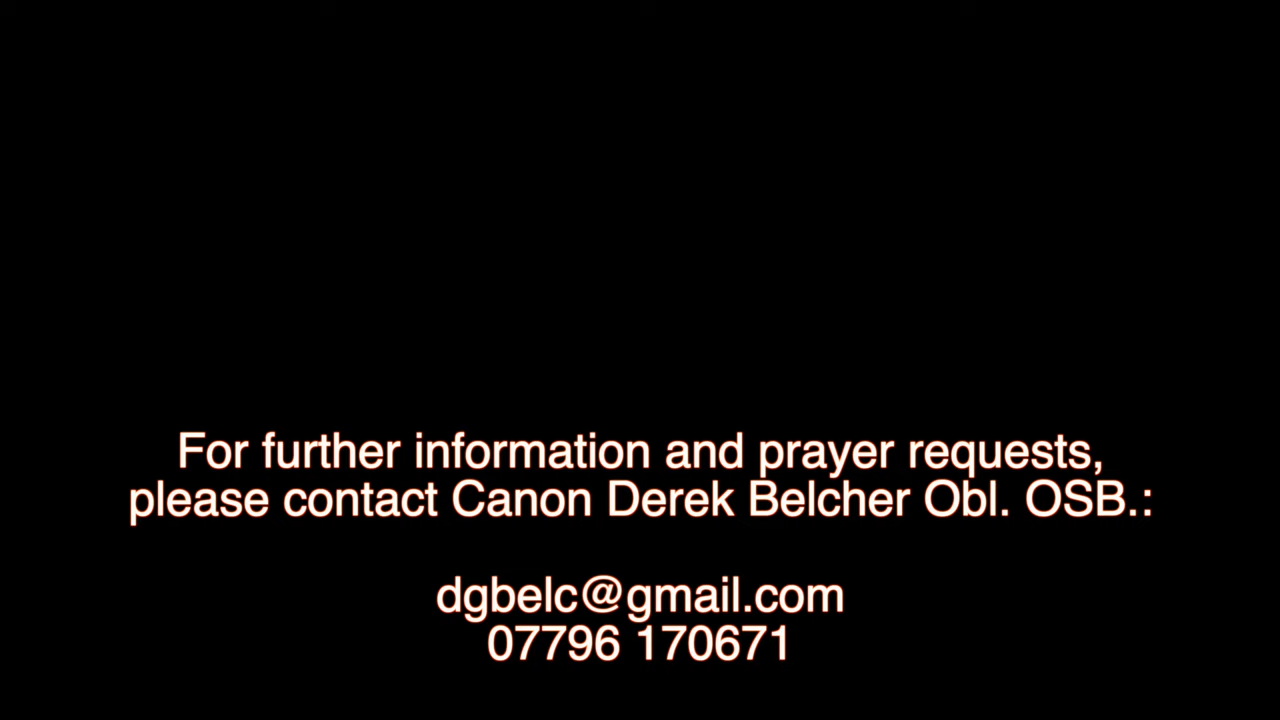 For further information and prayer requests,
please contact Canon Derek Belcher Obl. OSB.:
dgbelc@gmail.com
07796 170671